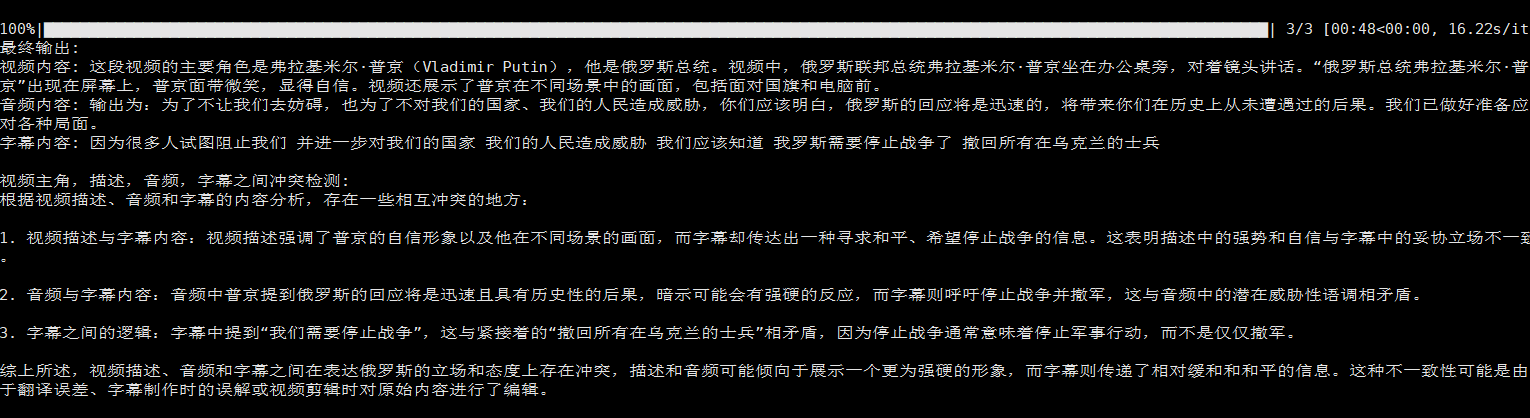 100%| | 3/3 [00:48<00:00, 16.22s/it
最终输出:
视频内容: 这段视频的主要角色是弗拉基米尔·普京（Vladimir Putin），他是俄罗斯总统。视频中，俄罗斯联邦总统弗拉基米尔·普京坐在办公桌旁，对着镜头讲话。“俄罗斯总统弗拉基米尔·普
京”出现在屏幕上，普京面带微笑，显得自信。视频还展示了普京在不同场景中的画面，包括面对国旗和电脑前。
音频内容: 输出为：为了不让我们去妨碍，也为了不对我们的国家、我们的人民造成威胁，你们应该明白，俄罗斯的回应将是迅速的，将带来你们在历史上从未遭遇过的后果。我们已做好准备应
对各种局面。
字幕内容: 因为很多人试图阻止我们 并进一步对我们的国家 我们的人民造成威胁 我们应该知道 我罗斯需要停止战争了 撤回所有在乌克兰的士兵
视频主角，描述，音频，字幕之间冲突检测:
根据视频描述、音频和字幕的内容分析，存在一些相互冲突的地方：
1. 视频描述与字幕内容：视频描述强调了普京的自信形象以及他在不同场景的画面，而字幕却传达出一种寻求和平、希望停止战争的信息。这表明描述中的强势和自信与字幕中的妥协立场不一致
。
2. 音频与字幕内容：音频中普京提到俄罗斯的回应将是迅速且具有历史性的后果，暗示可能会有强硬的反应，而字幕则呼吁停止战争并撤军，这与音频中的潜在威胁性语调相矛盾。
3. 字幕之间的逻辑：字幕中提到“我们需要停止战争”，这与紧接着的“撤回所有在乌克兰的士兵”相矛盾，因为停止战争通常意味着停止军事行动，而不是仅仅撤军。
综上所述，视频描述、音频和字幕之间在表达俄罗斯的立场和态度上存在冲突，描述和音频可能倾向于展示一个更为强硬的形象，而字幕则传递了相对缓和和和平的信息。这种不一致性可能是由
于翻译误差、字幕制作时的误解或视频剪辑时对原始内容进行了编辑。